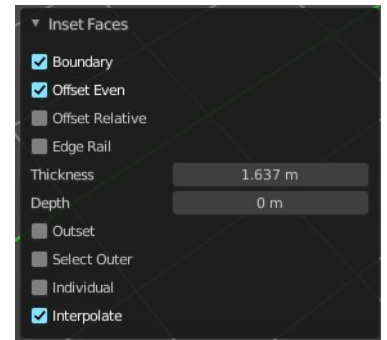 Inset Faces
Boundary
Offset Even
Offset Relative
Edge Rail
Thickness 1.637 m
Depth 0 m
Outset
Select Outer
Individual
Interpolate